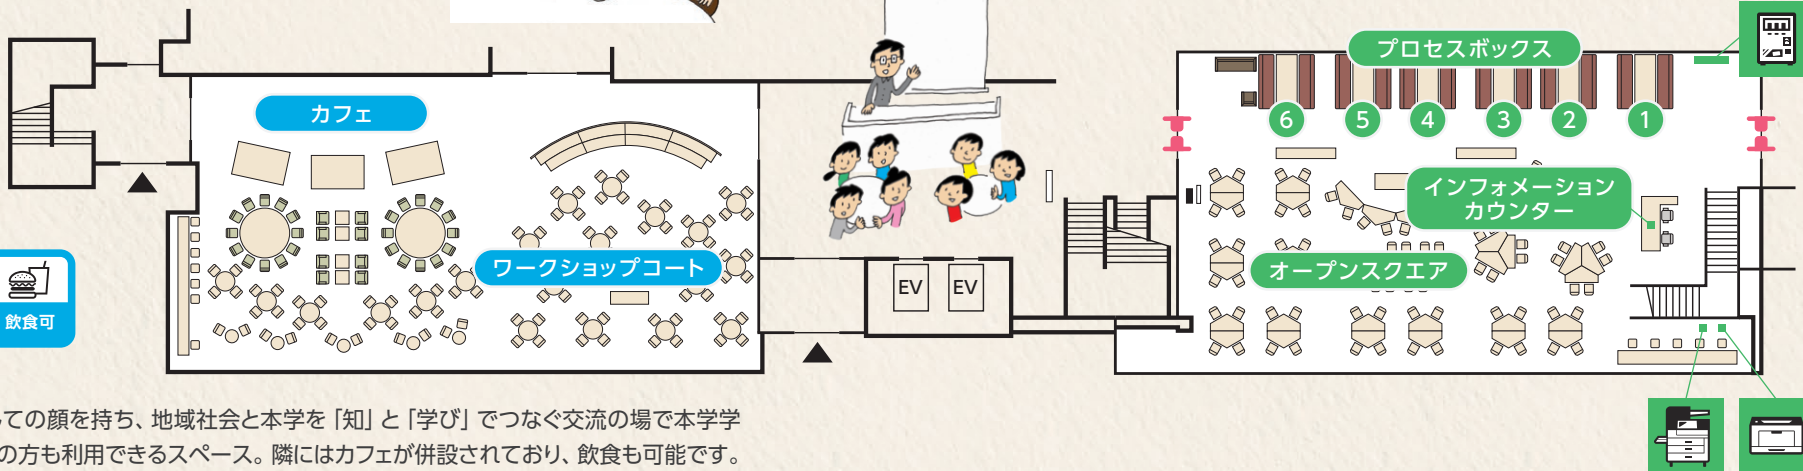 プロセスボックス
カフェ
6
5
4
3
2
1
インフォメーション
カウンター
ワークショップコート
オープンスクエア
EV
EV
飲食可
ての顔を持ち、地域社会と本学を「知」と「学び」でつなぐ交流の場で本学学
の方も利用できるスペース。隣にはカフェが併設されており、飲食も可能です。